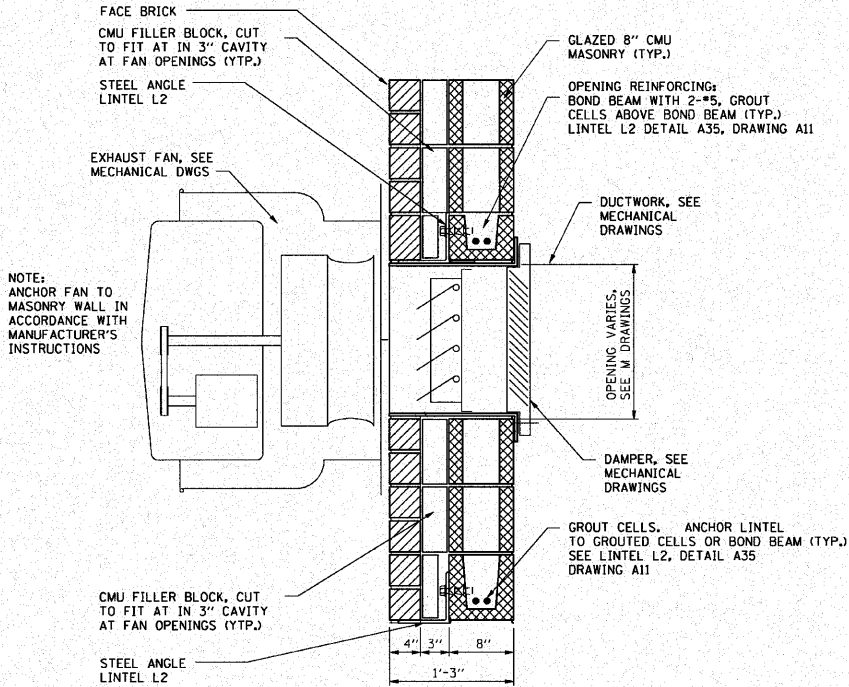 FACE BRICK
CMU FILLER BLOCK, CUT
TO FIT AT IN 3" CAVITY
AT FAN OPENINGS (YTP.)
STEEL ANGLE
LINTEL L2
EXHAUST FAN, SEE
MECHANICAL DWGS
NOTE:
ANCHOR FAN TO
MASONRY WALL IN
ACCORDANCE WITH
MANUFACTURER'S
INSTRUCTIONS
GLAZED 8" CMU
MASONRY (TYP.)
OPENING REINFORCING:
BOND BEAM WITH 2-#5, GROUT
CELLS ABOVE BOND BEAM (TYP.)
LINTEL L2 DETAIL A35, DRAWING A11
DUCTWORK, SEE
MECHANICAL
DRAWINGS
OPENING VARIES,
SEE M DRAWINGS
DAMPER, SEE
MECHANICAL
DRAWINGS
GROUT CELLS. ANCHOR LINTEL
TO GROUTED CELLS OR BOND BEAM (TYP.)
SEE LINTEL L2, DETAIL A35
DRAWING A11
CMU FILLER BLOCK, CUT
TO FIT AT IN 3" CAVITY
AT FAN OPENINGS (YTP.)
STEEL ANGLE
LINTEL L2
4" 3" 8"
1'-3"